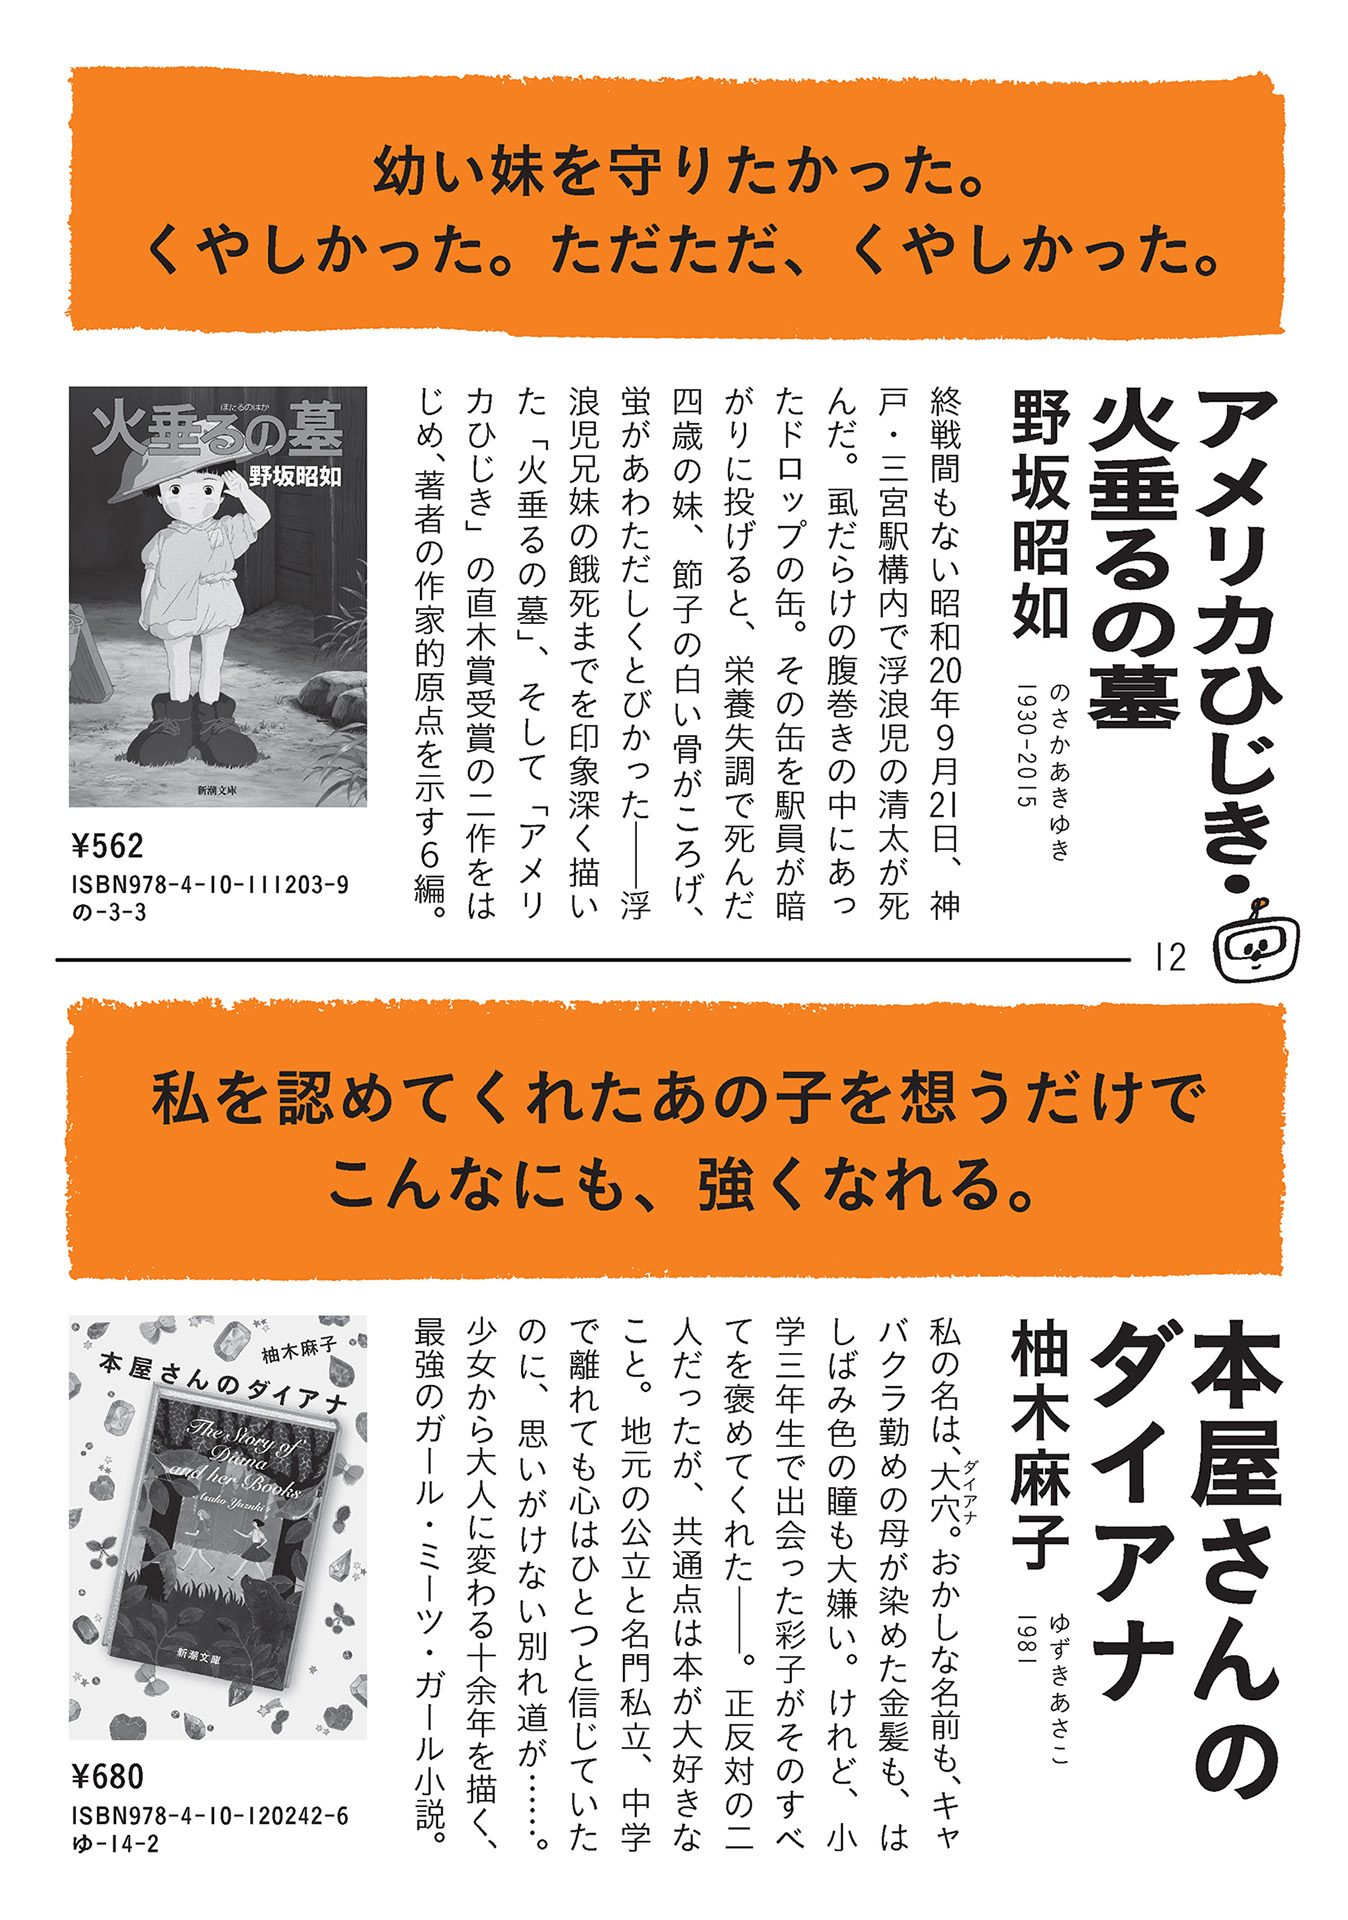 幼い妹を守りたかった。
くやしかった。ただただ、くやしかった。
アメリカひじき・
火垂るの墓
野坂昭如
のさかあきゆき
1930-2015
終戦間もない昭和20年9月21日、神
戸・三宮駅構内で浮浪児の清太が死
んだ。虱だらけの腹巻きの中にあっ
たドロップの缶。その缶を駅員が暗
がりに投げると、栄養失調で死んだ
四歳の妹、節子の白い骨がころげ、
蛍があわただしくとびかった——浮
浪児兄妹の餓死までを印象深く描い
た「火垂るの墓」、そして「アメリ
カひじき」の直木賞受賞の二作をは
じめ、著者の作家的原点を示す6編。
ほたるのはか
火垂るの墓
野坂昭如
新潮文庫
¥562
ISBN978-4-10-111203-9
の-3-3
12
私を認めてくれたあの子を想うだけで
こんなにも、強くなれる。
本屋さんの
ダイアナ
柚木麻子
ゆずきあさこ
1981
ダイアナ
私の名は、大穴。おかしな名前も、キャ
バクラ勤めの母が染めた金髪も、は
しばみ色の瞳も大嫌い。けれど、小
学三年生で出会った彩子がそのすべ
てを褒めてくれた——。正反対の二
人だったが、共通点は本が大好きな
こと。地元の公立と名門私立、中学
で離れても心はひとつと信じていた
のに、思いがけない別れ道が……。
少女から大人に変わる十余年を描く、
最強のガール・ミーツ・ガール小説。
柚木麻子
本屋さんのダイアナ
The Story of
Diana
and her Books
Asako Yuzuki
新潮文庫
¥680
ISBN978-4-10-120242-6
ゆ-14-2